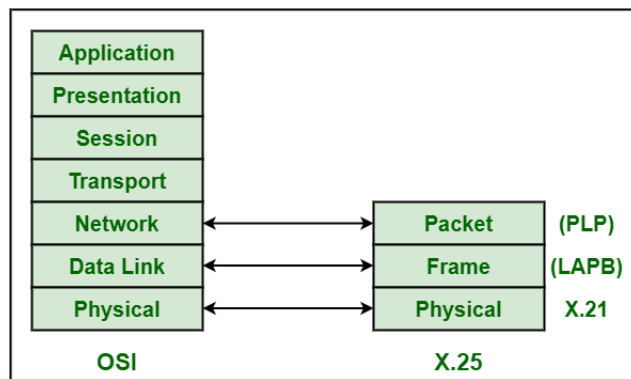 Application
Presentation
Session
Transport
Network Packet (PLP)
Data Link Frame (LAPB)
Physical Physical X.21
OSI X.25